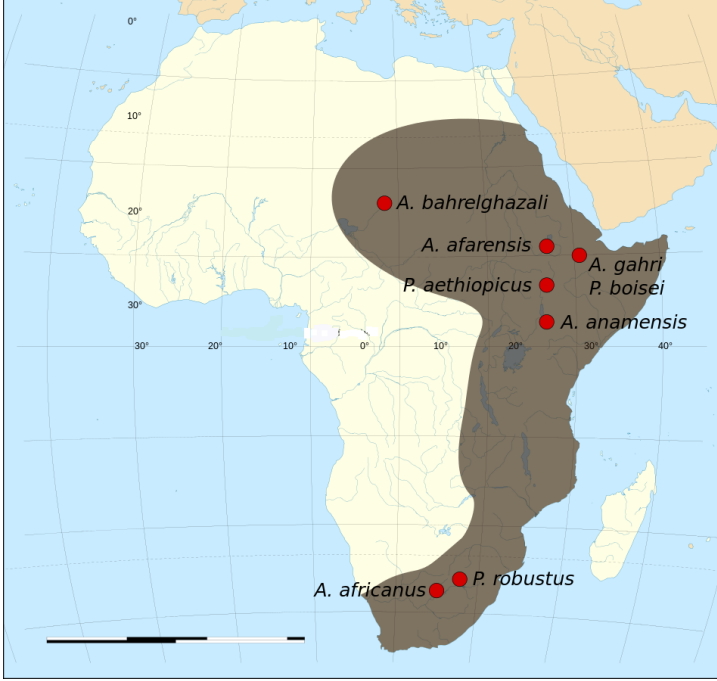 0°
10°
A. bahrelghazali
20°
A. afarensis
A. gahri
P. aethiopicus
P. boisei
30°
A. anamensis
30° 20° 10° 0° 10° 20° 30° 40°
P. robustus
A. africanus